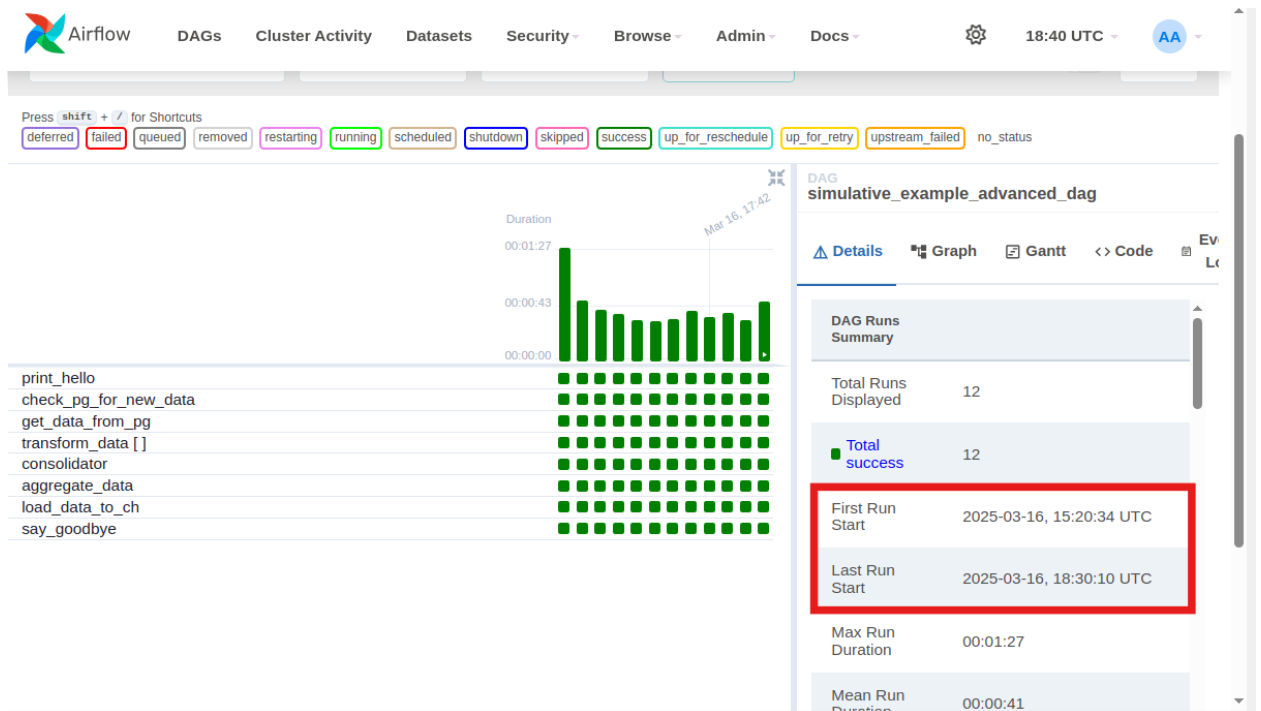 Airflow DAGs Cluster Activity Datasets Security Browse Admin Docs 18:40 UTC AA
Press shift + / for Shortcuts
deferred failed queued removed restarting running scheduled shutdown skipped success up_for_reschedule up_for_retry upstream_failed no_status
Duration
Mar 16, 17:42
00:01:27
00:00:43
00:00:00
print_hello
check_pg_for_new_data
get_data_from_pg
transform_data [ ]
consolidator
aggregate_data
load_data_to_ch
say_goodbye
DAG
simulative_example_advanced_dag
Details Graph Gantt <> Code
DAG Runs
Summary
Total Runs
Displayed 12
Total
success 12
First Run
Start 2025-03-16, 15:20:34 UTC
Last Run
Start 2025-03-16, 18:30:10 UTC
Max Run
Duration 00:01:27
Mean Run
Duration 00:00:41